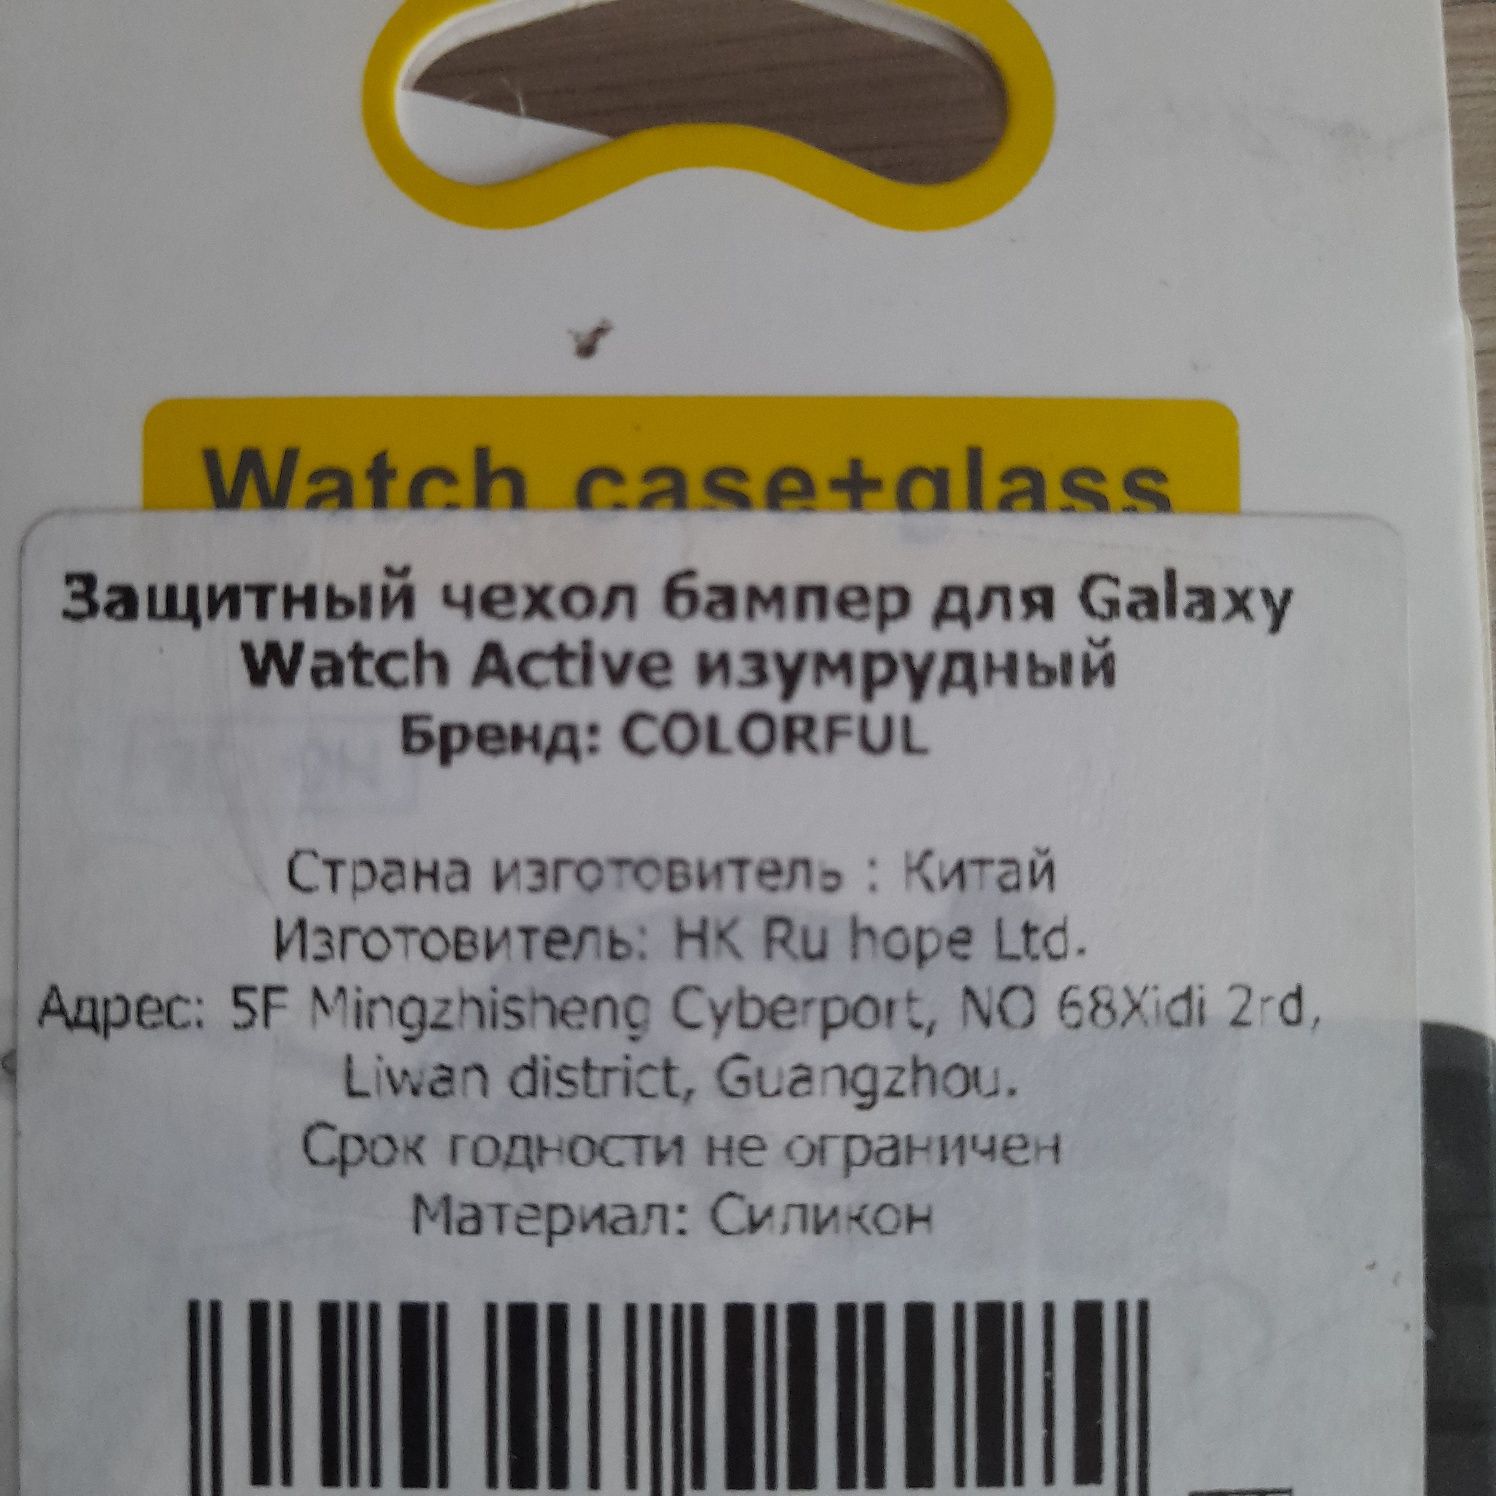 Watch case+glass
Защитный чехол бампер для Galaxy
Watch Active изумрудный
Бренд: COLORFUL
Страна изготовитель : Китай
Изготовитель: HK Ru hope Ltd.
Адрес: 5F Mingzhisheng Cyberport, NO 68Xidi 2rd,
Liwan district, Guangzhou.
Срок годности не ограничен
Материал: Силикон